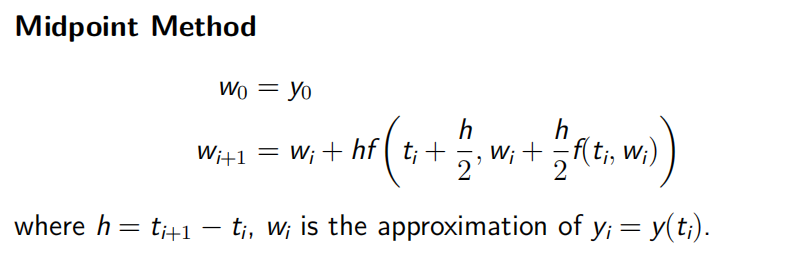 Midpoint Method
w₀ = y₀
wᵢ₊₁ = wᵢ + hf(tᵢ + h/2, wᵢ + h/2 f(tᵢ, wᵢ))
where h = tᵢ₊₁ − tᵢ, wᵢ is the approximation of yᵢ = y(tᵢ).